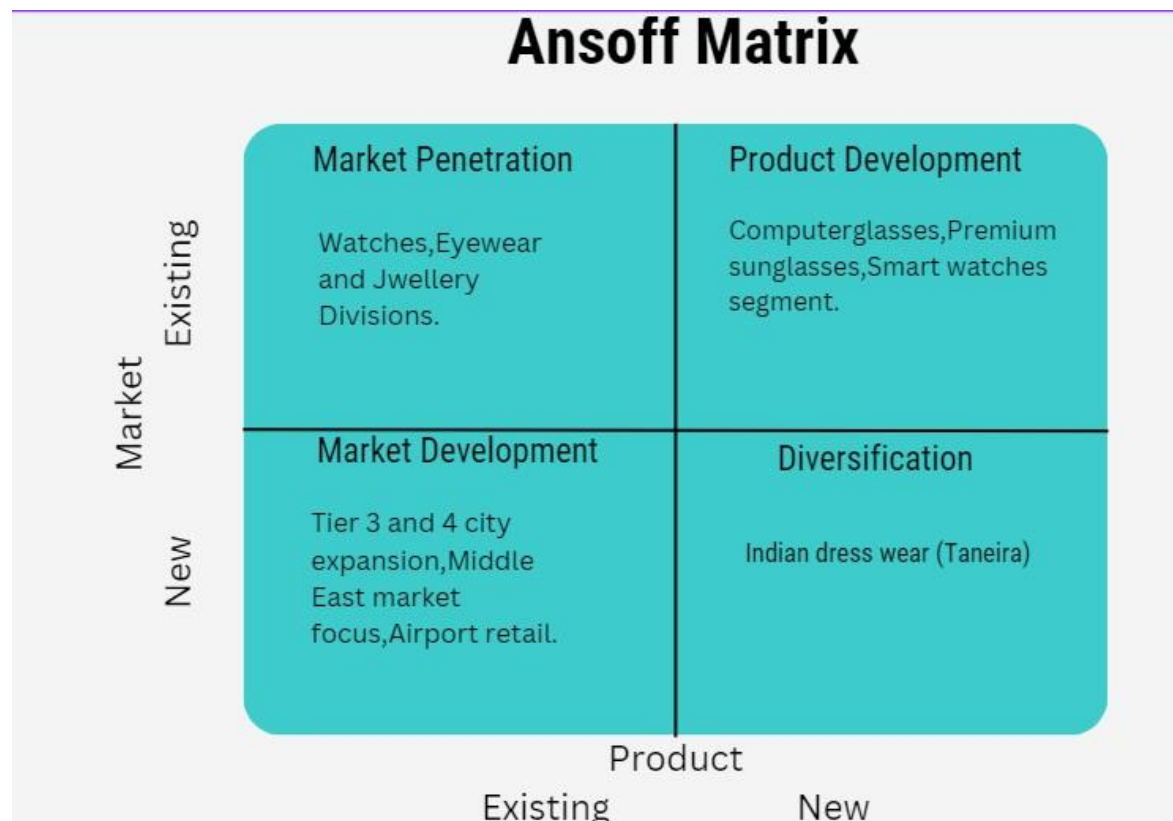 Ansoff Matrix
Market Penetration
Watches,Eyewear
and Jwellery
Divisions.
Product Development
Computerglasses,Premium
sunglasses,Smart watches
segment.
Existing
Market
New
Market Development
Tier 3 and 4 city
expansion,Middle
East market
focus,Airport retail.
Diversification
Indian dress wear (Taneira)
Product
Existing
New